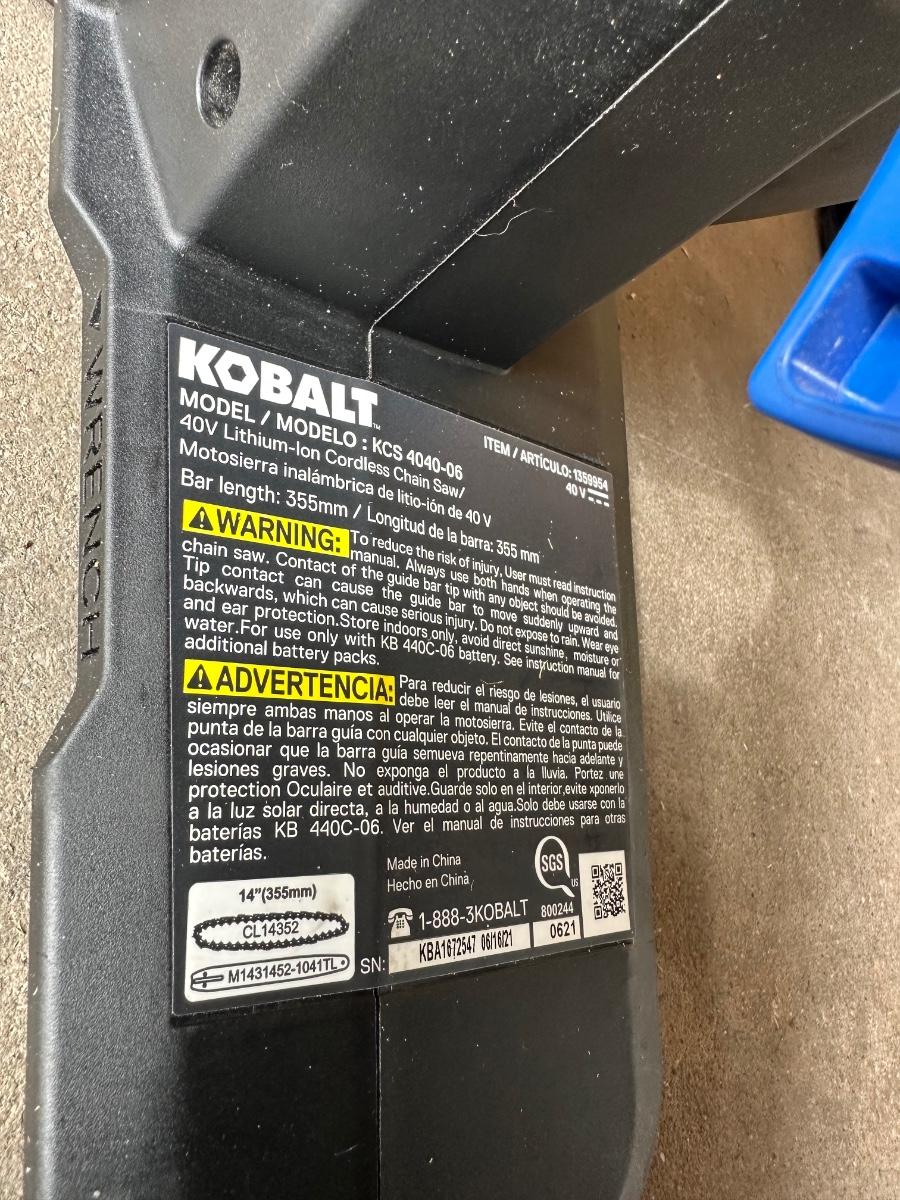 WRENCH
KOBALT™
MODEL / MODELO : KCS 4040-06
ITEM / ARTÍCULO: 1359954
40V Lithium-Ion Cordless Chain Saw/
40 V
Motosierra inalámbrica de litio-ión de 40 V
Bar length: 355mm / Longitud de la barra: 355 mm
WARNING: To reduce the risk of injury, User must read instruction
manual. Always use both hands when operating the
chain saw. Contact of the guide bar tip with any object should be avoided.
Tip contact can cause the guide bar to move suddenly upward and
backwards, which can cause serious injury. Do not expose to rain. Wear eye
and ear protection.Store indoors only, avoid direct sunshine, moisture or
water.For use only with KB 440C-06 battery. See instruction manual for
additional battery packs.
ADVERTENCIA: Para reducir el riesgo de lesiones, el usuario
debe leer el manual de instrucciones. Utilice
siempre ambas manos al operar la motosierra. Evite el contacto de la
punta de la barra guía con cualquier objeto. El contacto de la punta puede
ocasionar que la barra guía semueva repentinamente hacia adelante y
lesiones graves. No exponga el producto a la lluvia. Portez une
protection Oculaire et auditive.Guarde solo en el interior,evite xponerlo
a la luz solar directa, a la humedad o al agua.Solo debe usarse con la
baterías KB 440C-06. Ver el manual de instrucciones para otras
baterías.
Made in China
Hecho en China
SGS
US
14"(355mm)
CL14352
M1431452-1041TL
1-888-3KOBALT
800244
SN: KBA1672547 06/16/21
0621